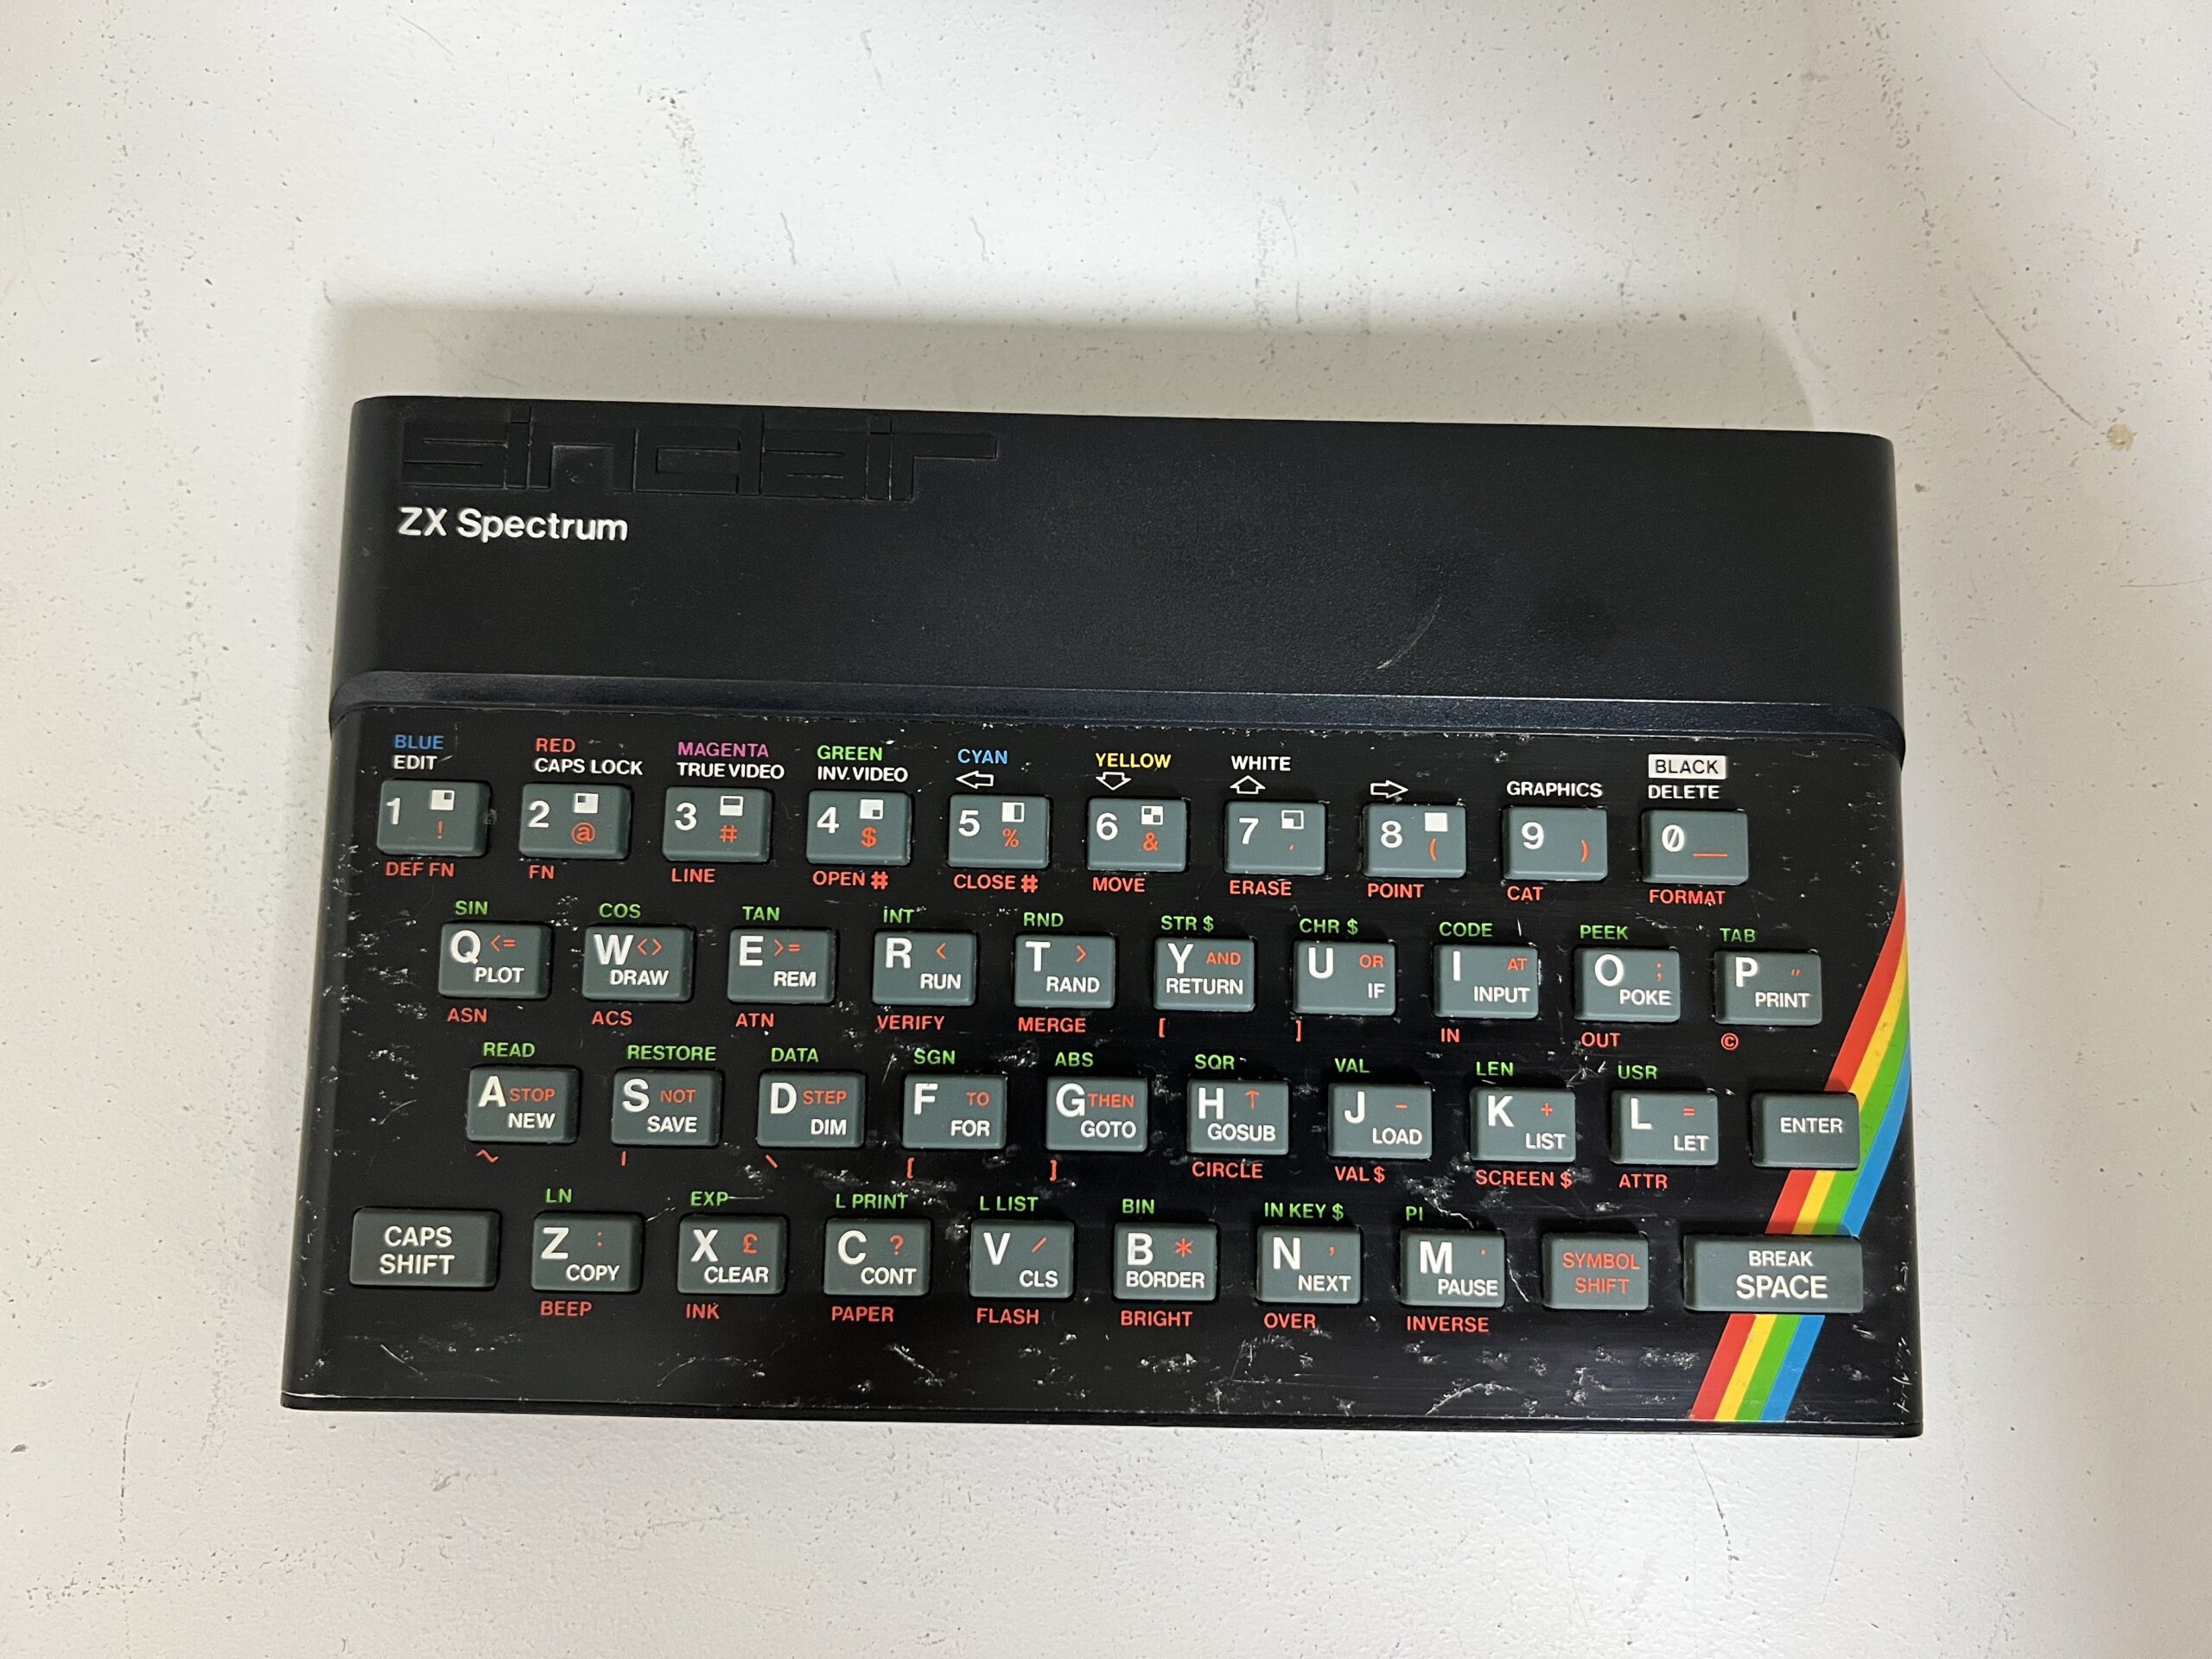 sinclair
ZX Spectrum
BLUE RED MAGENTA GREEN CYAN YELLOW WHITE BLACK
EDIT CAPS LOCK TRUE VIDEO INV. VIDEO ⇦ ⇩ ⇧ ⇨ GRAPHICS DELETE
1 ! 2 @ 3 # 4 $ 5 % 6 & 7 ' 8 ( 9 ) 0 _
DEF FN FN LINE OPEN # CLOSE # MOVE ERASE POINT CAT FORMAT
SIN COS TAN INT RND STR $ CHR $ CODE PEEK TAB
Q <= W <> E >= R < T > Y AND U OR I AT O ; P "
PLOT DRAW REM RUN RAND RETURN IF INPUT POKE PRINT
ASN ACS ATN VERIFY MERGE [ ] IN OUT ©
READ RESTORE DATA SGN ABS SQR VAL LEN USR
A STOP S NOT D STEP F TO G THEN H ↑ J − K + L = ENTER
NEW SAVE DIM FOR GOTO GOSUB LOAD LIST LET
~ | \ [ ] CIRCLE VAL $ SCREEN $ ATTR
LN EXP L PRINT L LIST BIN IN KEY $ PI
CAPS SHIFT Z : X £ C ? V / B * N , M . SYMBOL SHIFT BREAK SPACE
COPY CLEAR CONT CLS BORDER NEXT PAUSE
BEEP INK PAPER FLASH BRIGHT OVER INVERSE